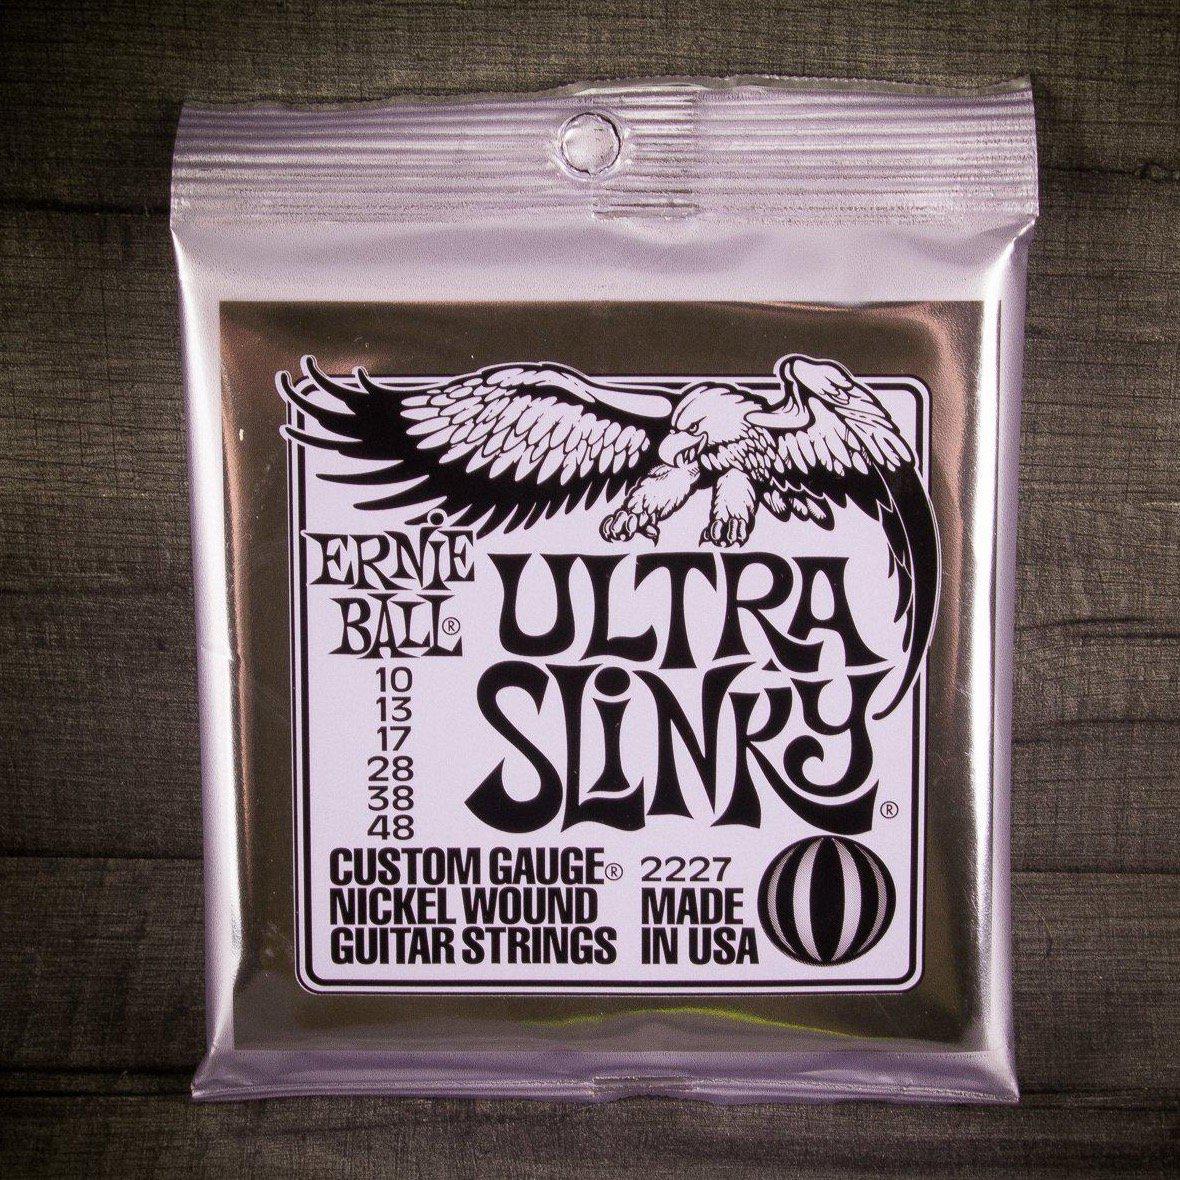 ERNIE
BALL®
ULTRA
SLINKY®
10
13
17
28
38
48
CUSTOM GAUGE®
NICKEL WOUND
GUITAR STRINGS
2227
MADE
IN USA